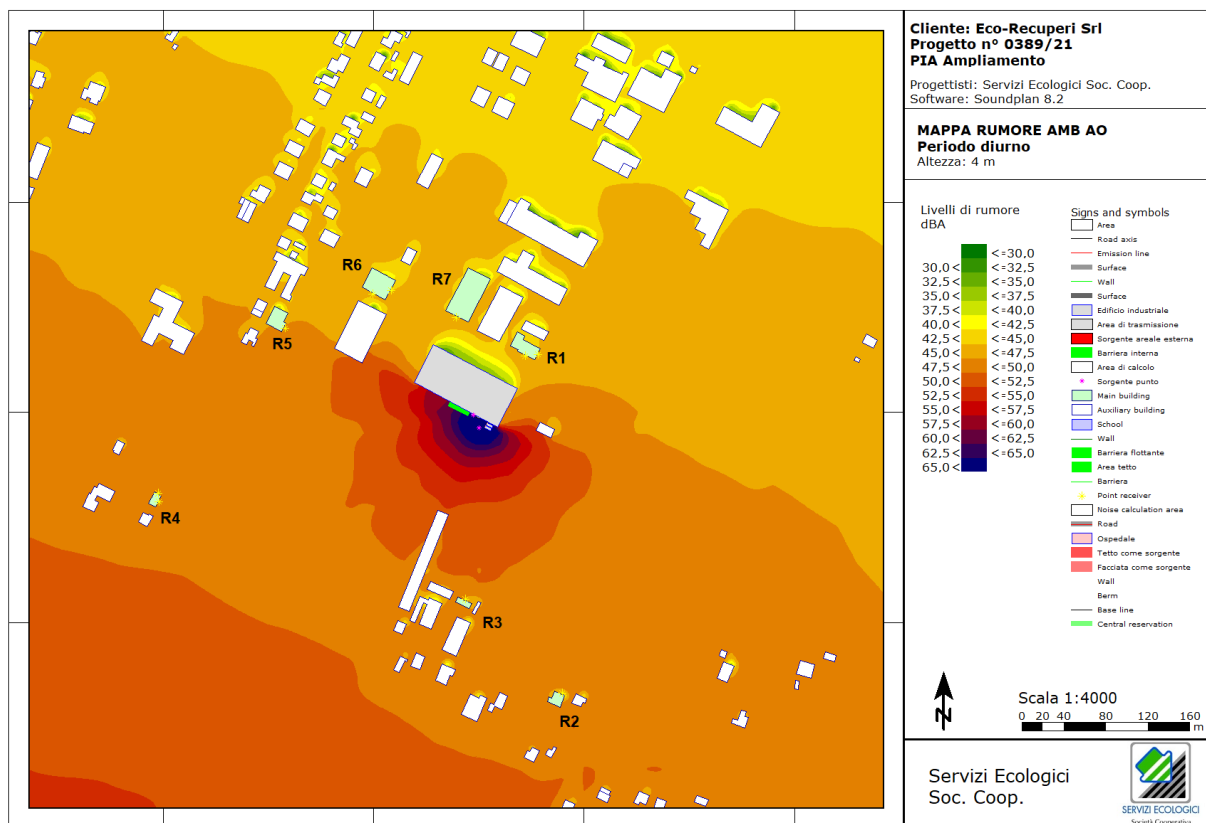 Cliente: Eco-Recuperi Srl
Progetto n° 0389/21
PIA Ampliamento
Progettisti: Servizi Ecologici Soc. Coop.
Software: Soundplan 8.2
MAPPA RUMORE AMB AO
Periodo diurno
Altezza: 4 m
Livelli di rumore
dBA
<=30,0
30,0< <=32,5
32,5< <=35,0
35,0< <=37,5
37,5< <=40,0
40,0< <=42,5
42,5< <=45,0
45,0< <=47,5
47,5< <=50,0
50,0< <=52,5
52,5< <=55,0
55,0< <=57,5
57,5< <=60,0
60,0< <=62,5
62,5< <=65,0
65,0<
Signs and symbols
Area
Road axis
Emission line
Surface
Wall
Surface
Edificio industriale
Area di trasmissione
Sorgente areale esterna
Barriera interna
Area di calcolo
Sorgente punto
Main building
Auxiliary building
School
Wall
Barriera flottante
Area tetto
Barriera
Point receiver
Noise calculation area
Road
Ospedale
Tetto come sorgente
Facciata come sorgente
Wall
Berm
Base line
Central reservation
R6
R7
R5
R1
R4
R3
R2
N
Scala 1:4000
0 20 40 80 120 160
m
Servizi Ecologici
Soc. Coop.
SERVIZI ECOLOGICI
Società Cooperativa